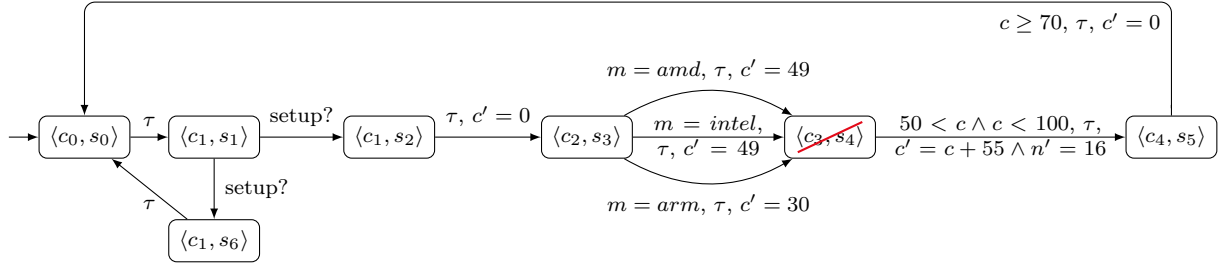 c ≥ 70, τ, c′ = 0
m = amd, τ, c′ = 49
⟨c₀, s₀⟩
τ
⟨c₁, s₁⟩
setup?
⟨c₁, s₂⟩
τ, c′ = 0
⟨c₂, s₃⟩
m = intel,
τ, c′ = 49
⟨c₃, s₄⟩
50 < c ∧ c < 100, τ,
c′ = c + 55 ∧ n′ = 16
⟨c₄, s₅⟩
τ
setup?
m = arm, τ, c′ = 30
⟨c₁, s₆⟩